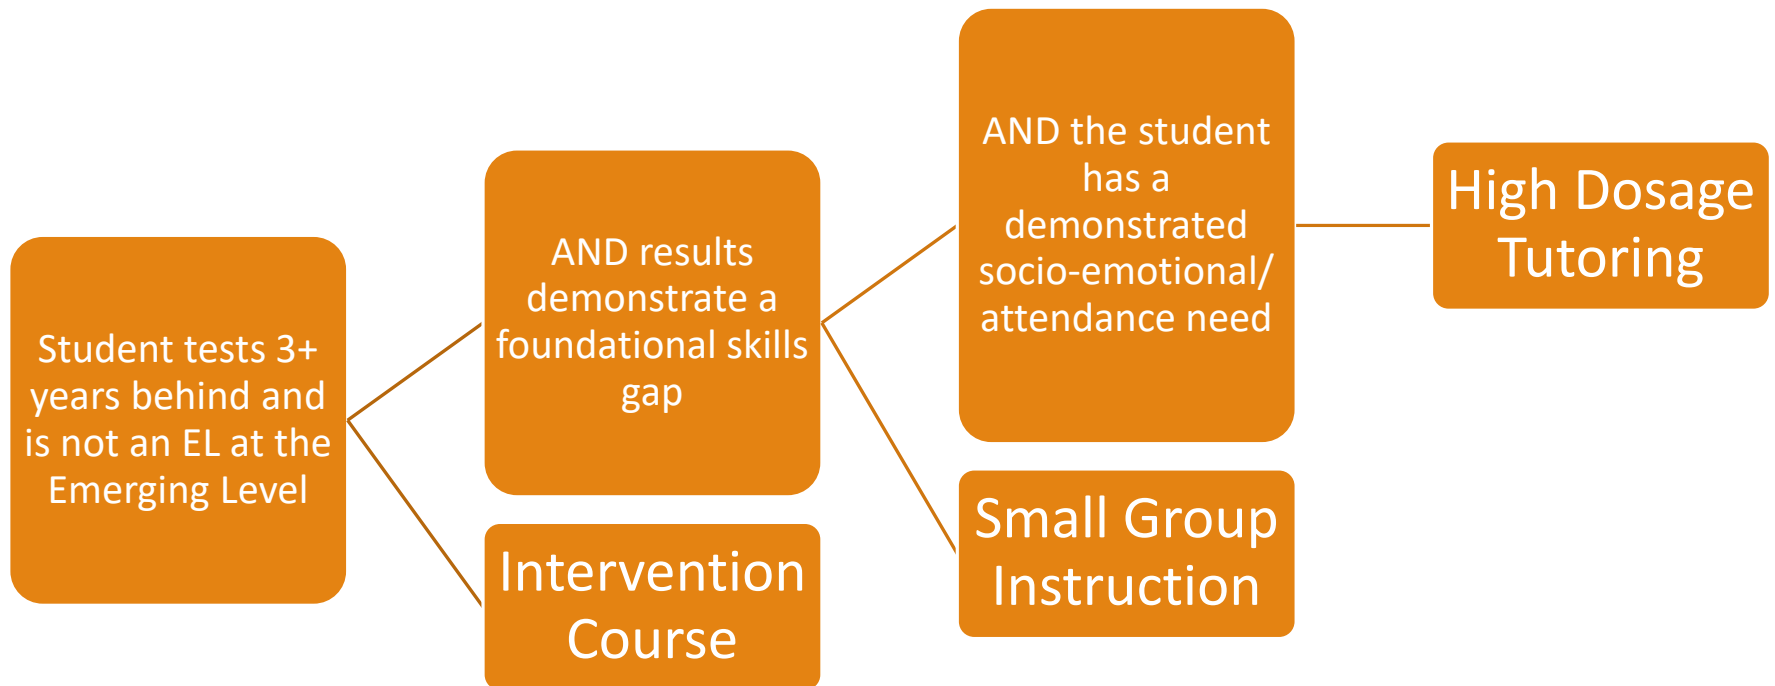 Student tests 3+
years behind and
is not an EL at the
Emerging Level
AND results
demonstrate a
foundational skills
gap
Intervention
Course
AND the student
has a
demonstrated
socio-emotional/
attendance need
Small Group
Instruction
High Dosage
Tutoring